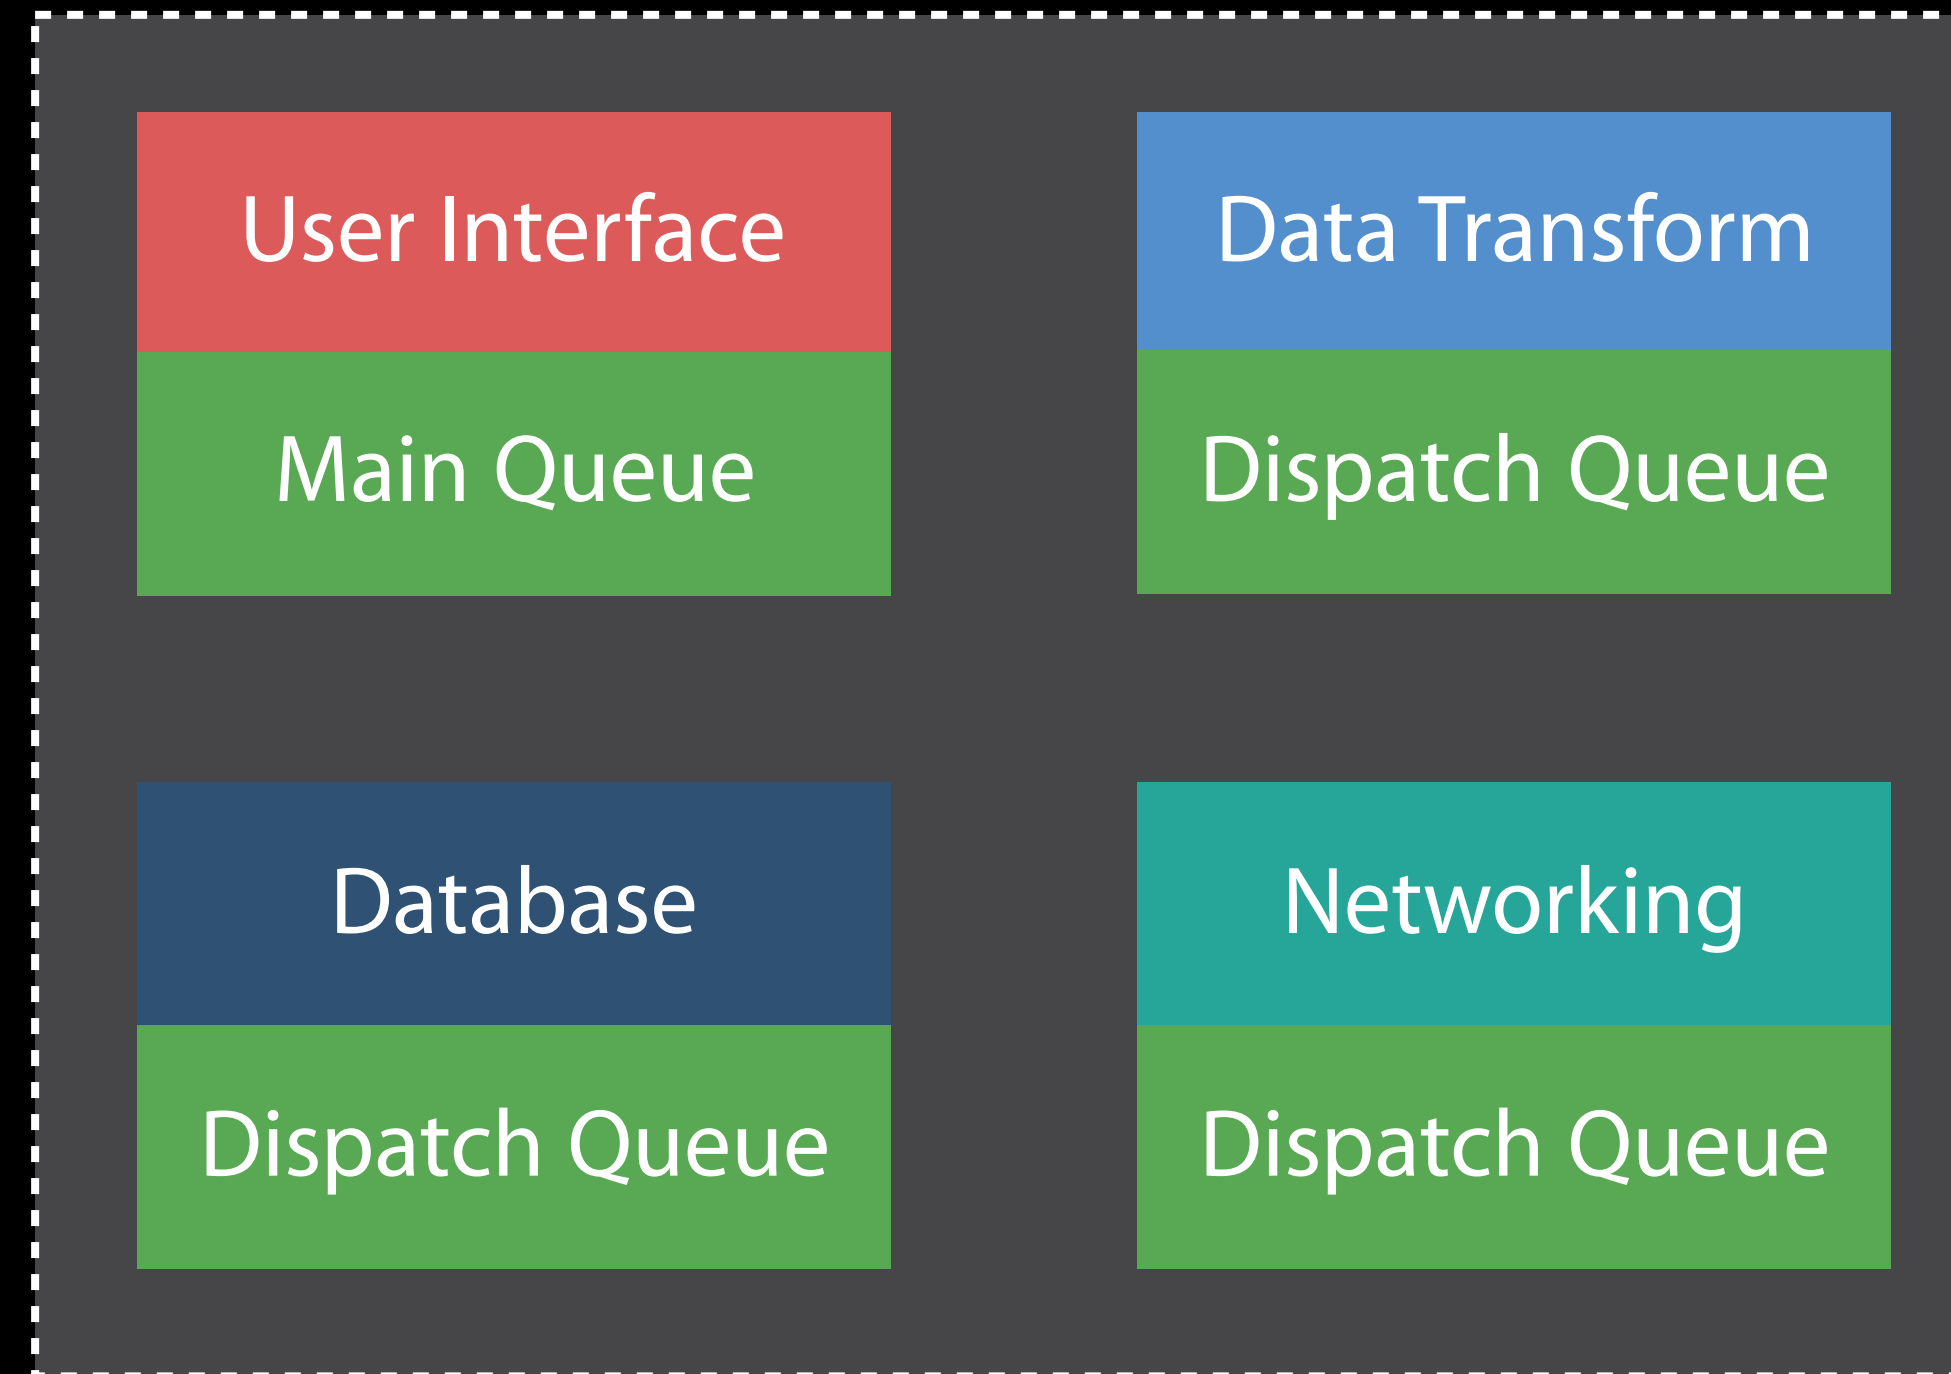 User Interface
Main Queue
Data Transform
Dispatch Queue
Database
Dispatch Queue
Networking
Dispatch Queue